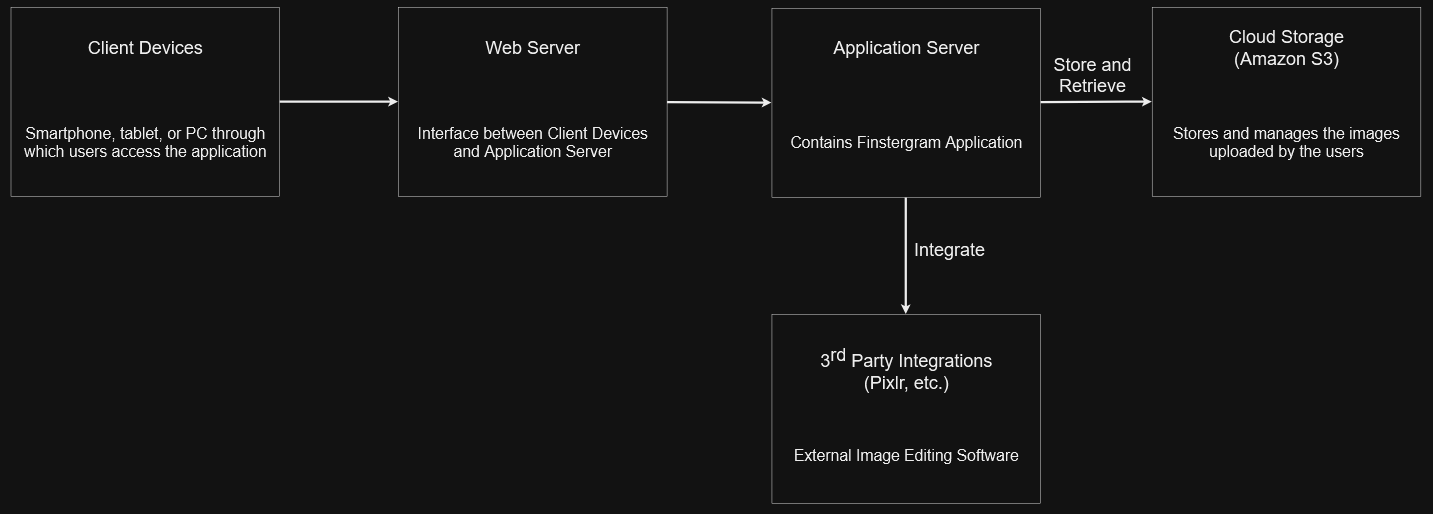 Client Devices
Smartphone, tablet, or PC through
which users access the application
Web Server
Interface between Client Devices
and Application Server
Application Server
Contains Finstergram Application
Store and
Retrieve
Cloud Storage
(Amazon S3)
Stores and manages the images
uploaded by the users
Integrate
3rd Party Integrations
(Pixlr, etc.)
External Image Editing Software